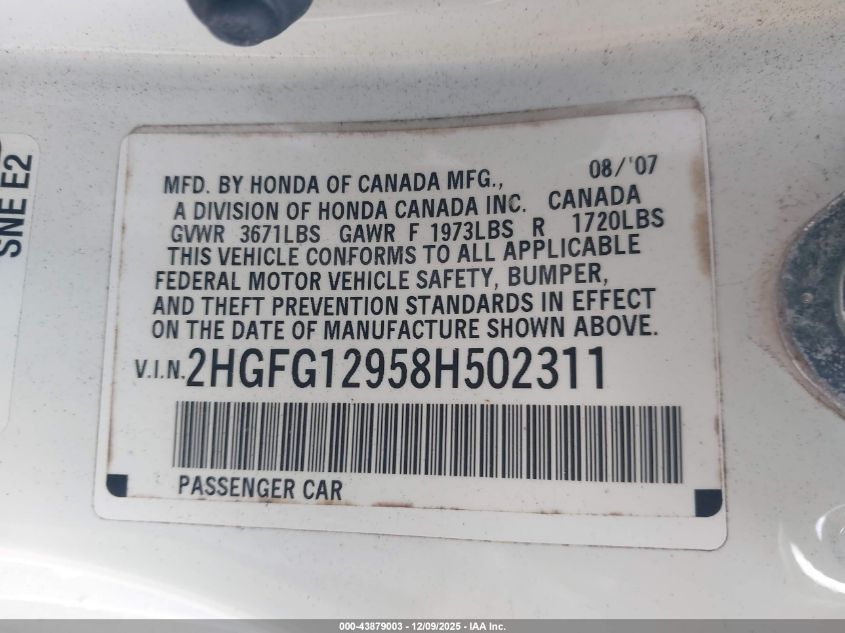 SNE E2
08/'07
MFD. BY HONDA OF CANADA MFG.,
A DIVISION OF HONDA CANADA INC. CANADA
GVWR 3671LBS GAWR F 1973LBS R 1720LBS
THIS VEHICLE CONFORMS TO ALL APPLICABLE
FEDERAL MOTOR VEHICLE SAFETY, BUMPER,
AND THEFT PREVENTION STANDARDS IN EFFECT
ON THE DATE OF MANUFACTURE SHOWN ABOVE.
V.I.N. 2HGFG12958H502311
PASSENGER CAR
000-43879003 - 12/09/2025 - IAA Inc.